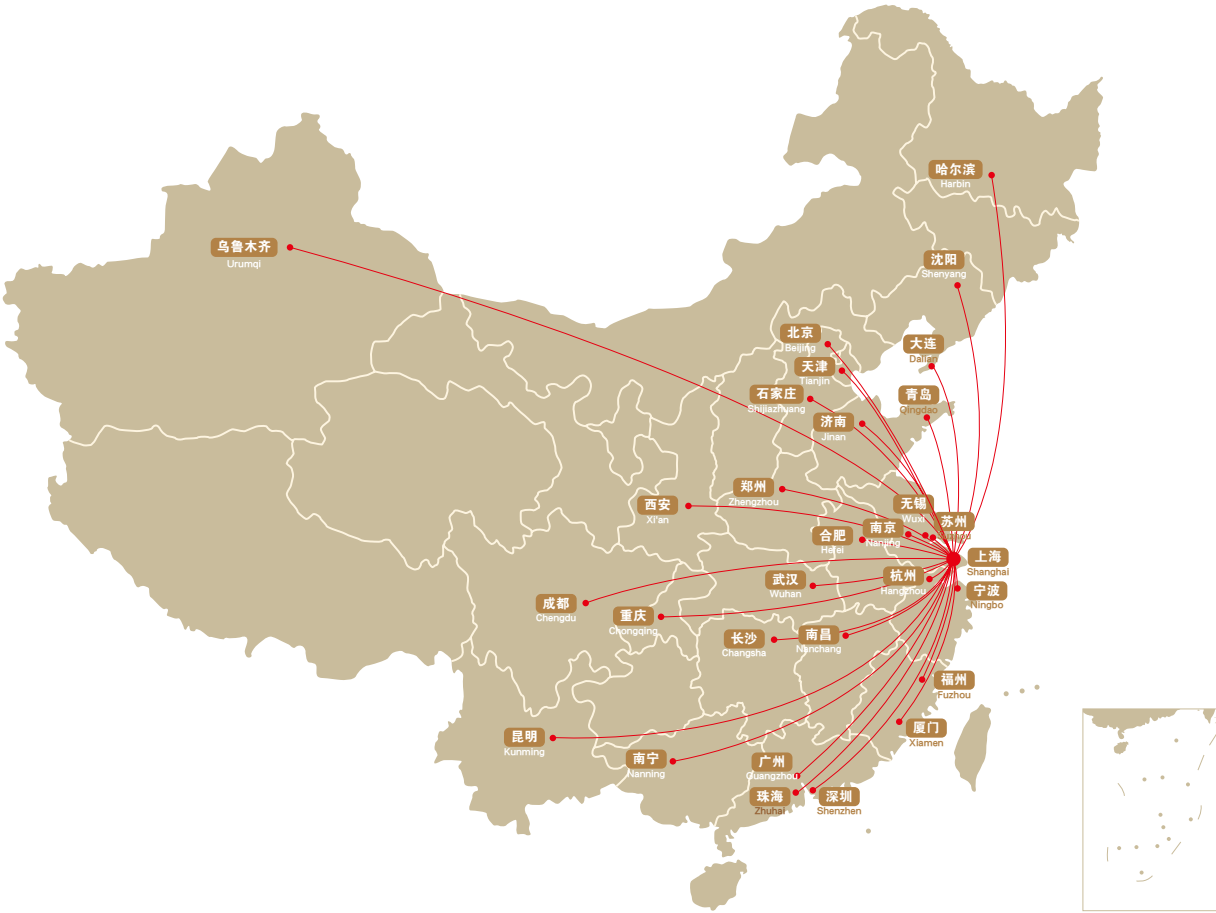 哈尔滨
Harbin
乌鲁木齐
Urumqi
沈阳
Shenyang
北京
Beijing
大连
Dalian
天津
Tianjin
石家庄
Shijiazhuang
青岛
Qingdao
济南
Jinan
郑州
Zhengzhou
西安
Xi'an
无锡
Wuxi
苏州
Suzhou
南京
Nanjing
合肥
Hefei
上海
Shanghai
武汉
Wuhan
杭州
Hangzhou
宁波
Ningbo
成都
Chengdu
重庆
Chongqing
长沙
Changsha
南昌
Nanchang
福州
Fuzhou
厦门
Xiamen
昆明
Kunming
南宁
Nanning
广州
Guangzhou
珠海
Zhuhai
深圳
Shenzhen